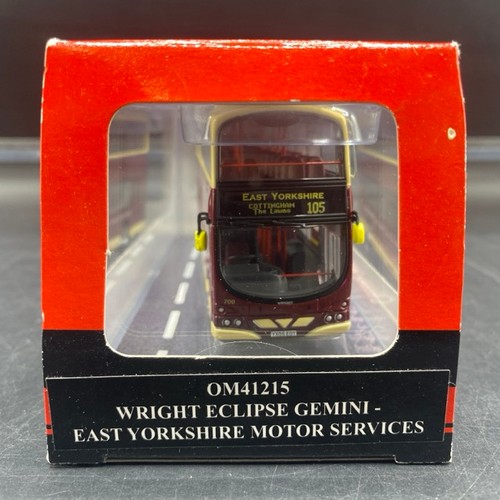 EAST YORKSHIRE
COTTINGHAM
The Lawns 105
OM41215
WRIGHT ECLIPSE GEMINI -
EAST YORKSHIRE MOTOR SERVICES